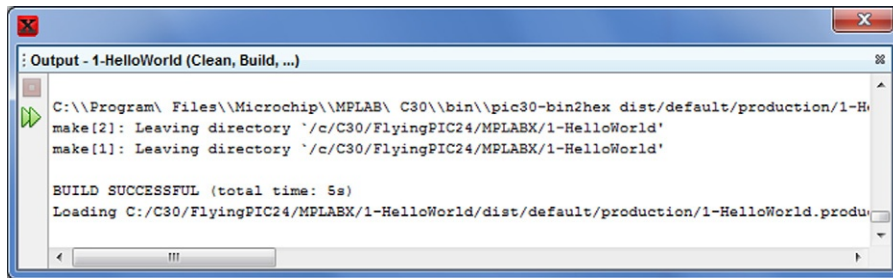 Output - 1-HelloWorld (Clean, Build, ...)
C:\\Program\ Files\\Microchip\\MPLAB\ C30\\bin\\pic30-bin2hex dist/default/production/1-H
make[2]: Leaving directory `/c/C30/FlyingPIC24/MPLABX/1-HelloWorld'
make[1]: Leaving directory `/c/C30/FlyingPIC24/MPLABX/1-HelloWorld'
BUILD SUCCESSFUL (total time: 5s)
Loading C:/C30/FlyingPIC24/MPLABX/1-HelloWorld/dist/default/production/1-HelloWorld.produ